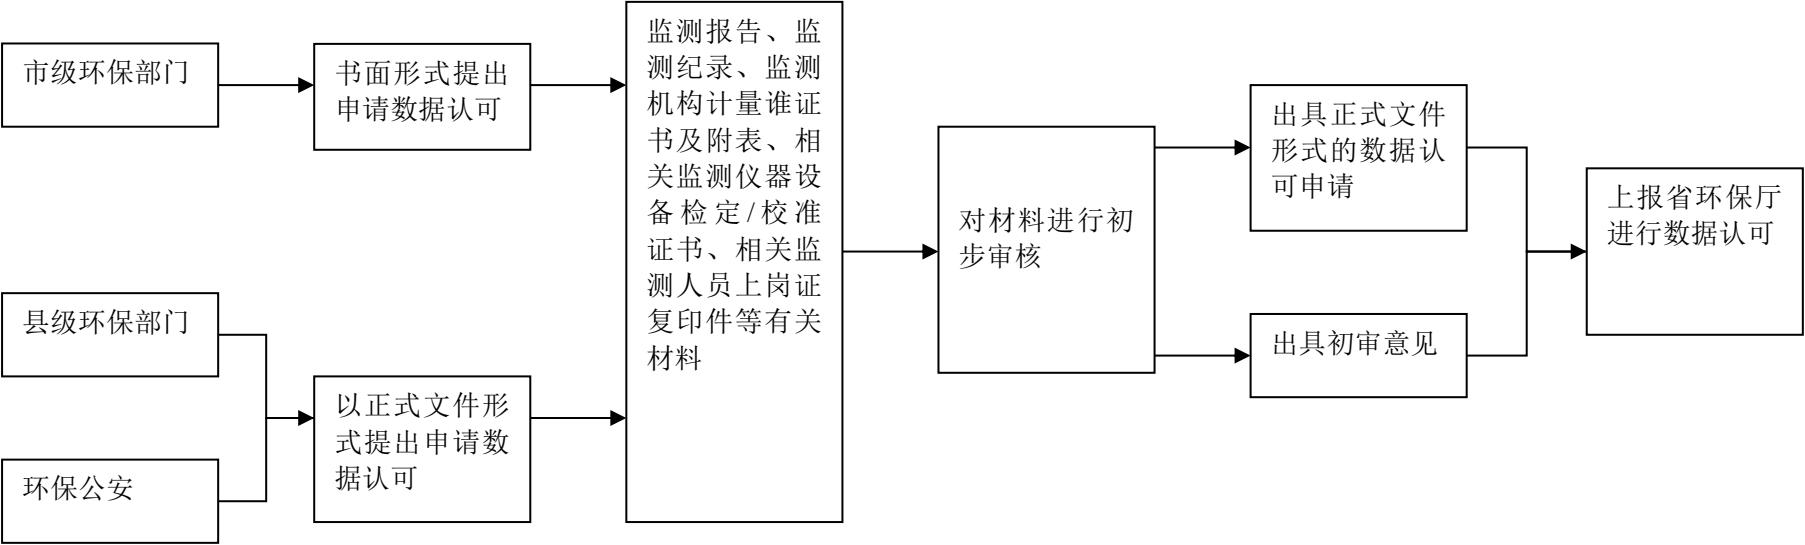 市级环保部门
书面形式提出
申请数据认可
县级环保部门
环保公安
以正式文件形
式提出申请数
据认可
监测报告、监
测纪录、监测
机构计量谁证
书及附表、相
关监测仪器设
备检定/校准
证书、相关监
测人员上岗证
复印件等有关
材料
对材料进行初
步审核
出具正式文件
形式的数据认
可申请
出具初审意见
上报省环保厅
进行数据认可